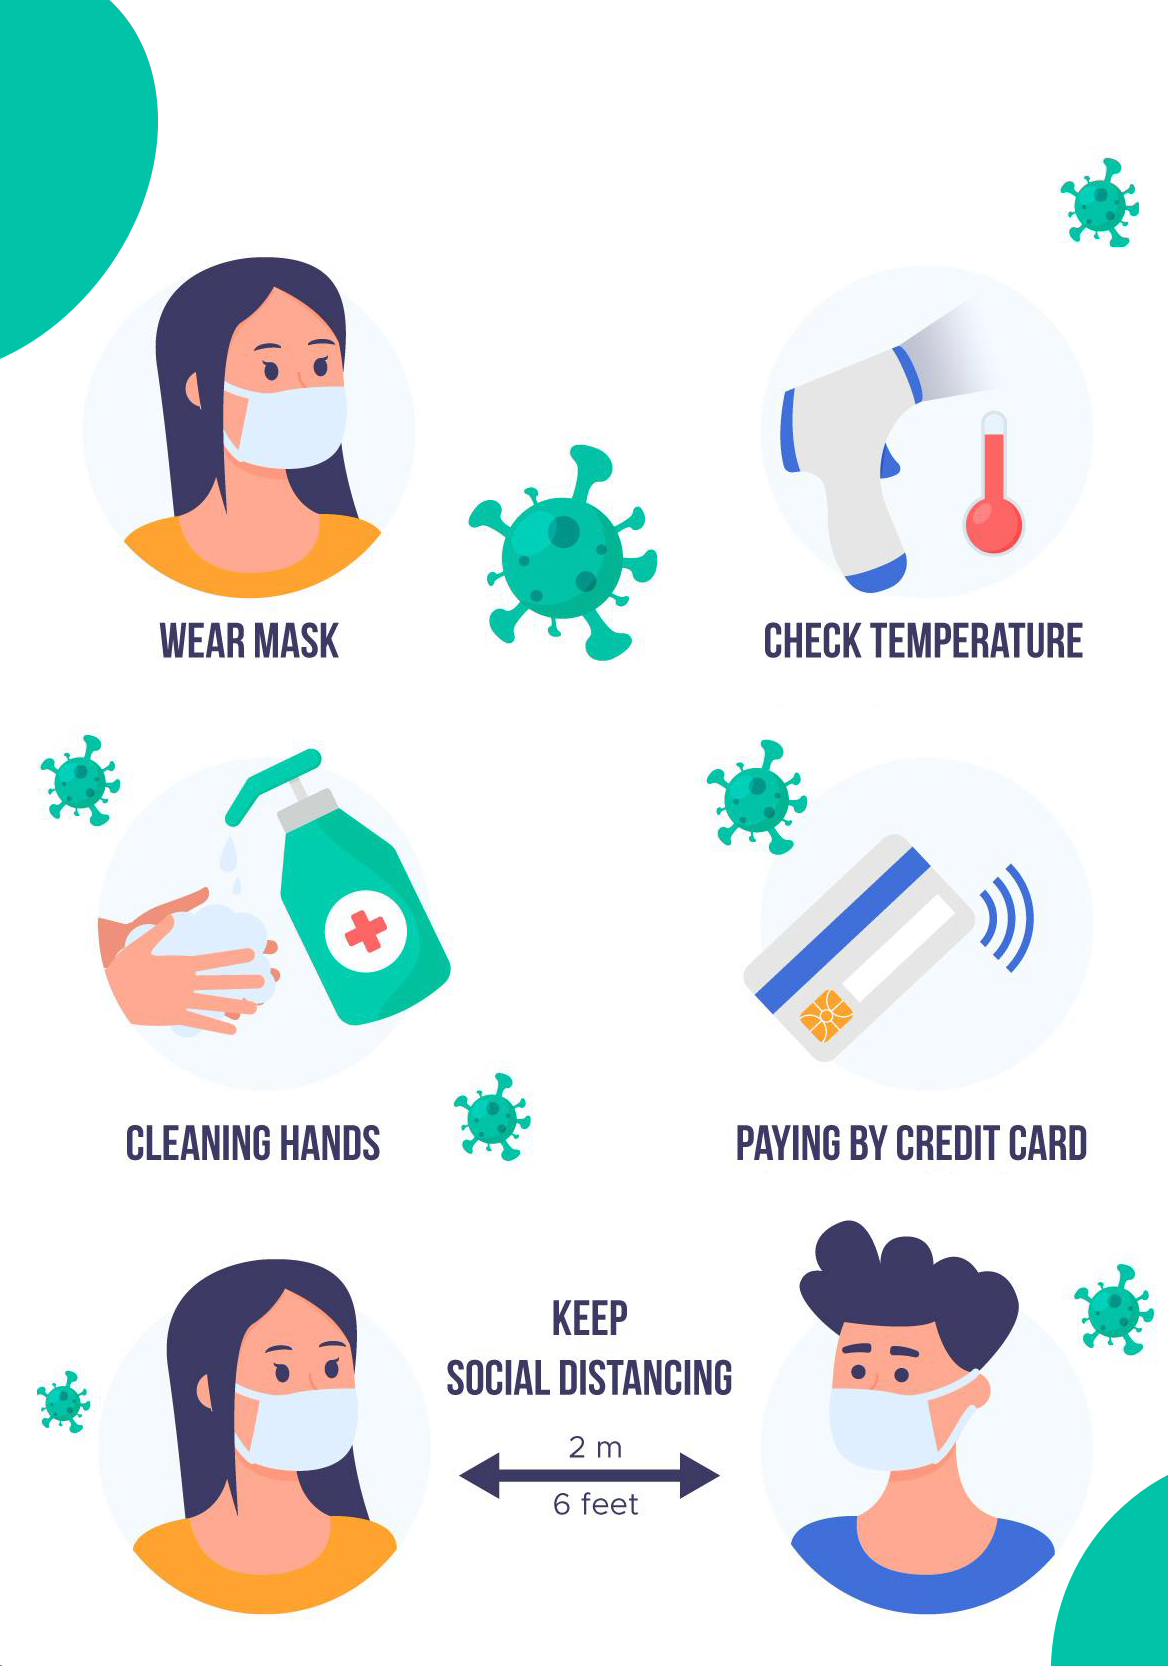 WEAR MASK
CHECK TEMPERATURE
CLEANING HANDS
PAYING BY CREDIT CARD
KEEP
SOCIAL DISTANCING
2 m
6 feet